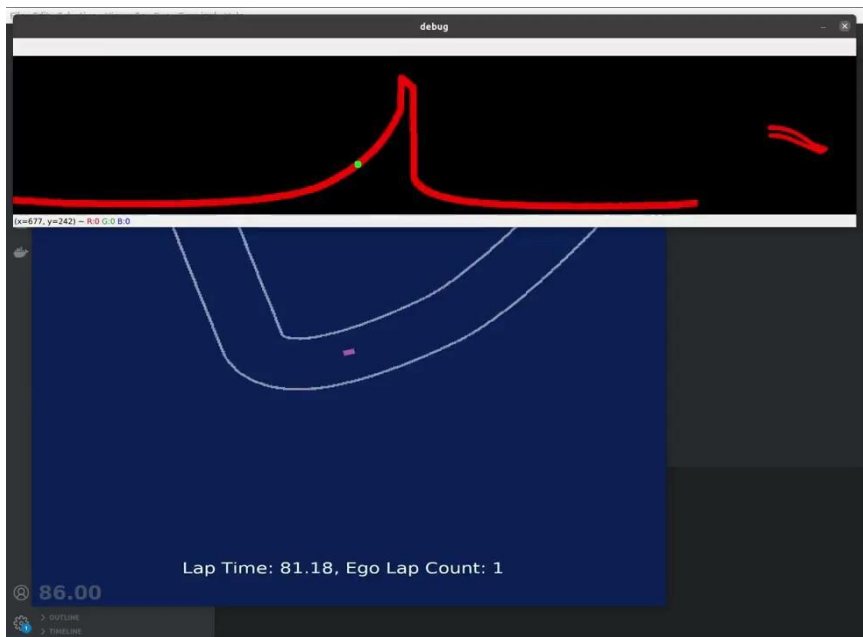 debug
(x=677, y=242) ~ R:0 G:0 B:0
Lap Time: 81.18, Ego Lap Count: 1
86.00
OUTLINE
TIMELINE